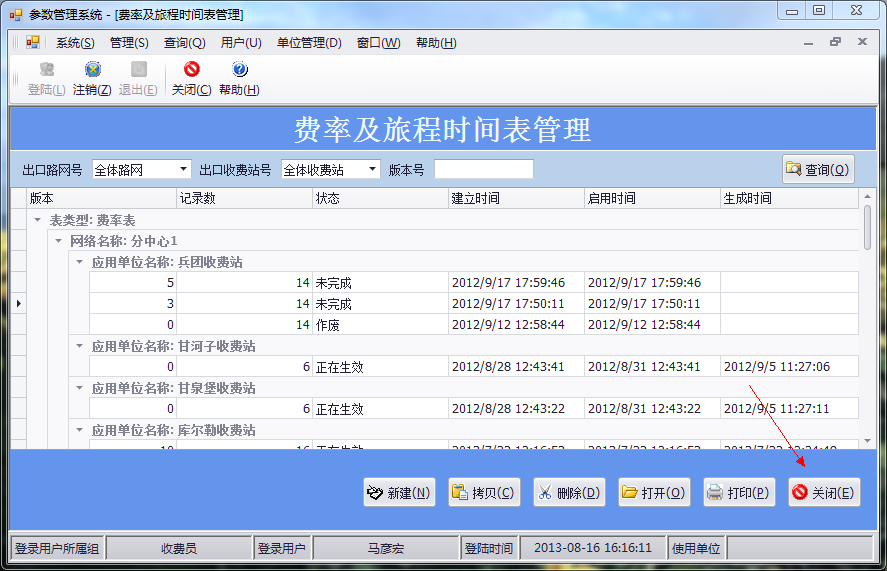 参数管理系统 - [费率及旅程时间表管理]
系统(S) 管理(S) 查询(Q) 用户(U) 单位管理(D) 窗口(W) 帮助(H)
登陆(L) 注销(Z) 退出(E) 关闭(C) 帮助(H)
费率及旅程时间表管理
出口路网号 全体路网 出口收费站号 全体收费站 版本号 查询(Q)
版本 记录数 状态 建立时间 启用时间 生成时间
表类型: 费率表
网络名称: 分中心1
应用单位名称: 兵团收费站
5 14 未完成 2012/9/17 17:59:46 2012/9/17 17:59:46
3 14 未完成 2012/9/17 17:50:11 2012/9/17 17:50:11
0 14 作废 2012/9/12 12:58:44 2012/9/12 12:58:44
应用单位名称: 甘河子收费站
0 6 正在生效 2012/8/28 12:43:41 2012/8/31 12:43:41 2012/9/5 11:27:06
应用单位名称: 甘泉堡收费站
0 6 正在生效 2012/8/28 12:43:22 2012/8/31 12:43:22 2012/9/5 11:27:11
应用单位名称: 库尔勒收费站
新建(N) 拷贝(C) 删除(D) 打开(O) 打印(P) 关闭(E)
登录用户所属组 收费员 登录用户 马彦宏 登陆时间 2013-08-16 16:16:11 使用单位